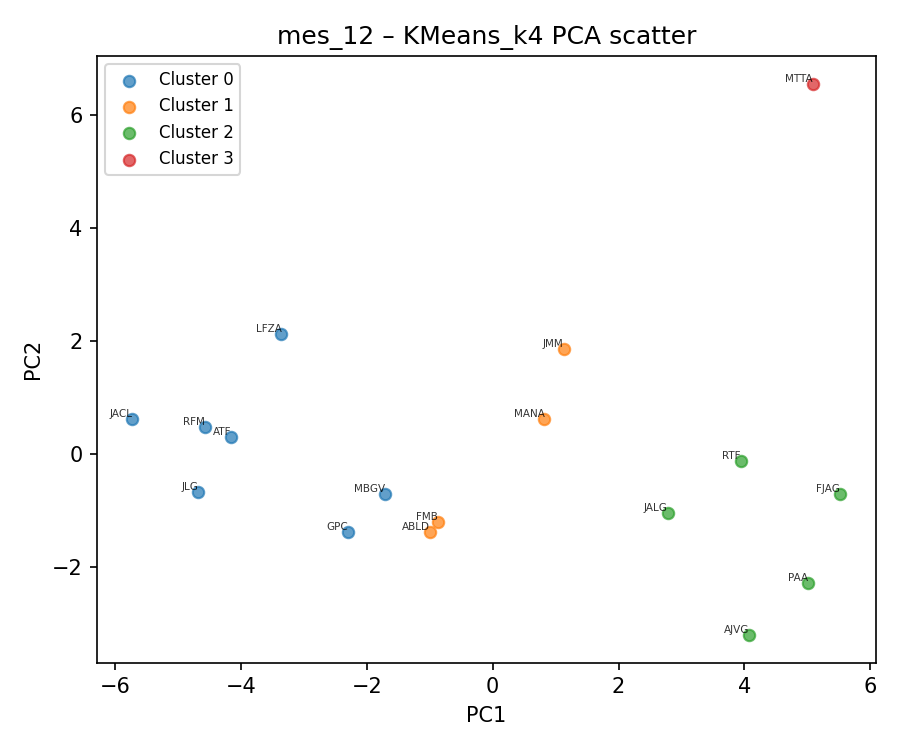 mes_12 – KMeans_k4 PCA scatter
Cluster 0
Cluster 1
Cluster 2
Cluster 3
MTTA
LFZA
JMM
JACL
RFM
ATF
MANA
RTF
JLG
MBGV
FJAG
JALG
FMB
GPC
ABLD
PAA
AJVG
6
4
2
0
−2
−6
−4
−2
0
2
4
6
PC2
PC1